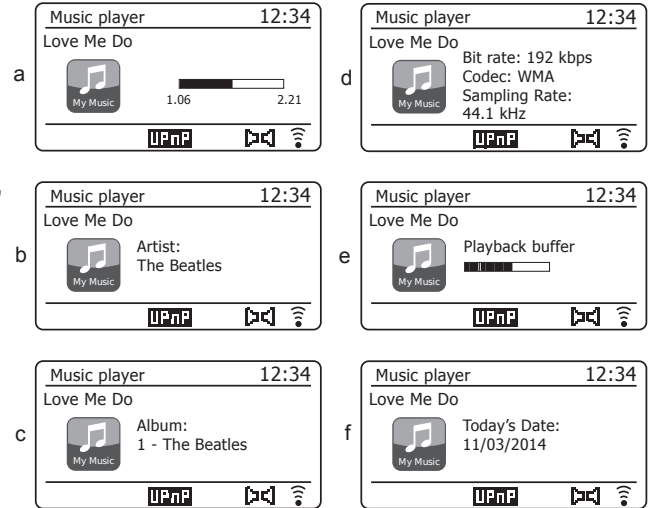 a
Music player 12:34
Love Me Do
My Music
1.06 2.21
UPnP
b
Music player 12:34
Love Me Do
My Music
Artist:
The Beatles
UPnP
c
Music player 12:34
Love Me Do
My Music
Album:
1 - The Beatles
UPnP
d
Music player 12:34
Love Me Do
My Music
Bit rate: 192 kbps
Codec: WMA
Sampling Rate:
44.1 kHz
UPnP
e
Music player 12:34
Love Me Do
My Music
Playback buffer
UPnP
f
Music player 12:34
Love Me Do
My Music
Today's Date:
11/03/2014
UPnP